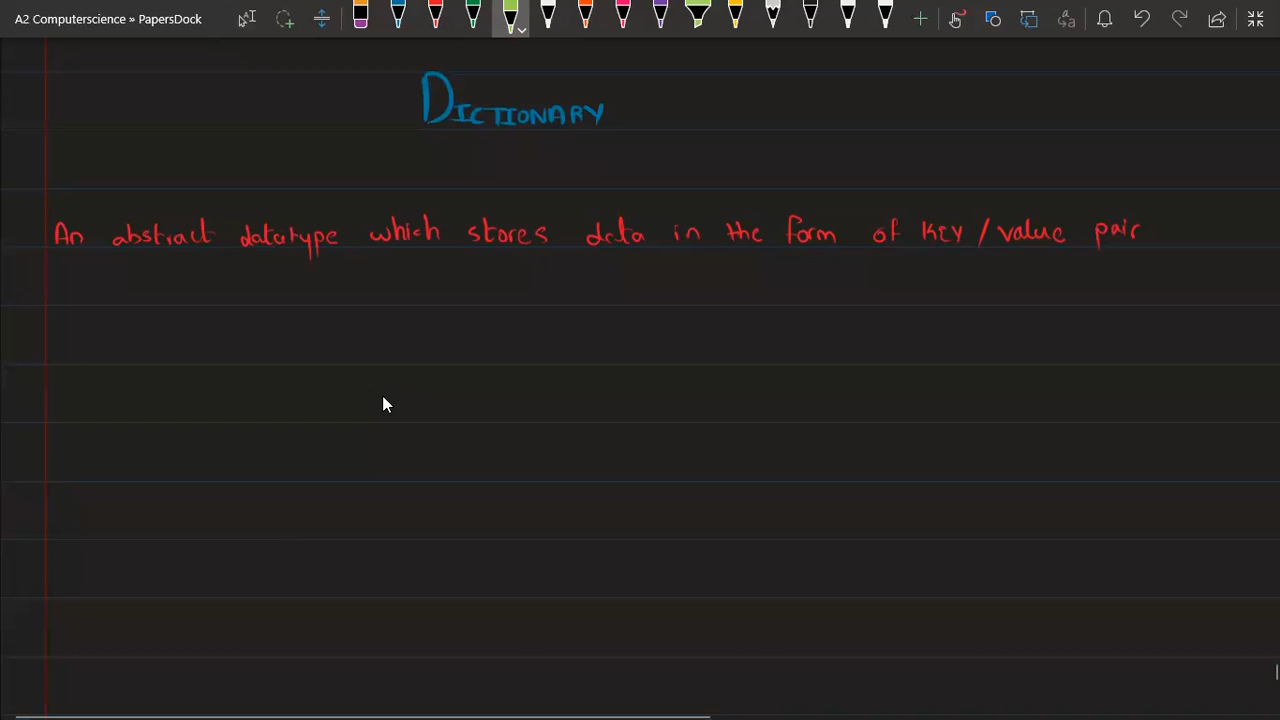 A2 Computerscience » PapersDock
DICTIONARY
An abstract datatype which stores data in the form of key/value pair